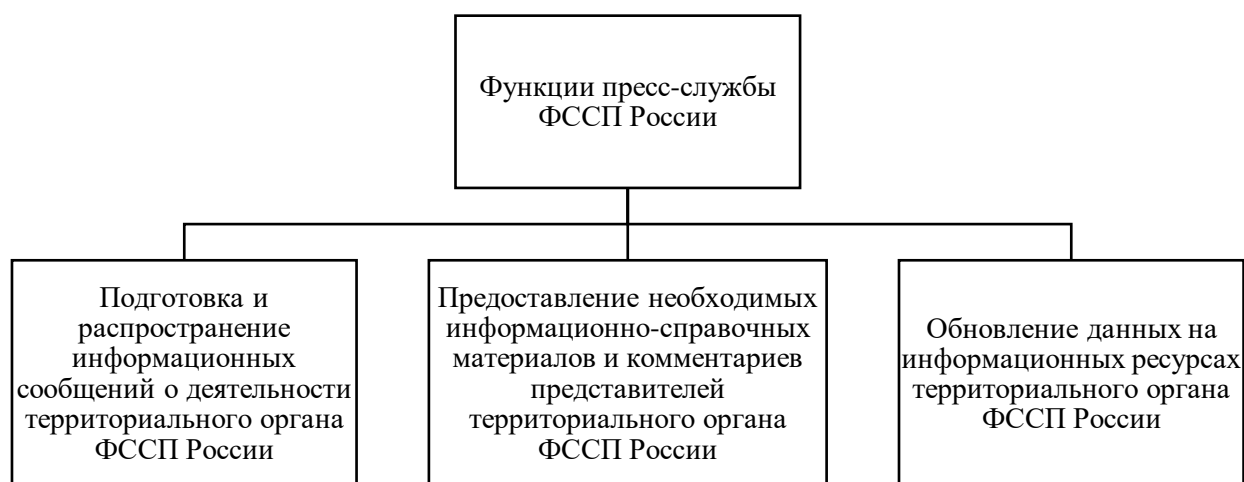 Функции пресс-службы
ФССП России
Подготовка и
распространение
информационных
сообщений о деятельности
территориального органа
ФССП России
Предоставление необходимых
информационно-справочных
материалов и комментариев
представителей
территориального органа
ФССП России
Обновление данных на
информационных ресурсах
территориального органа
ФССП России